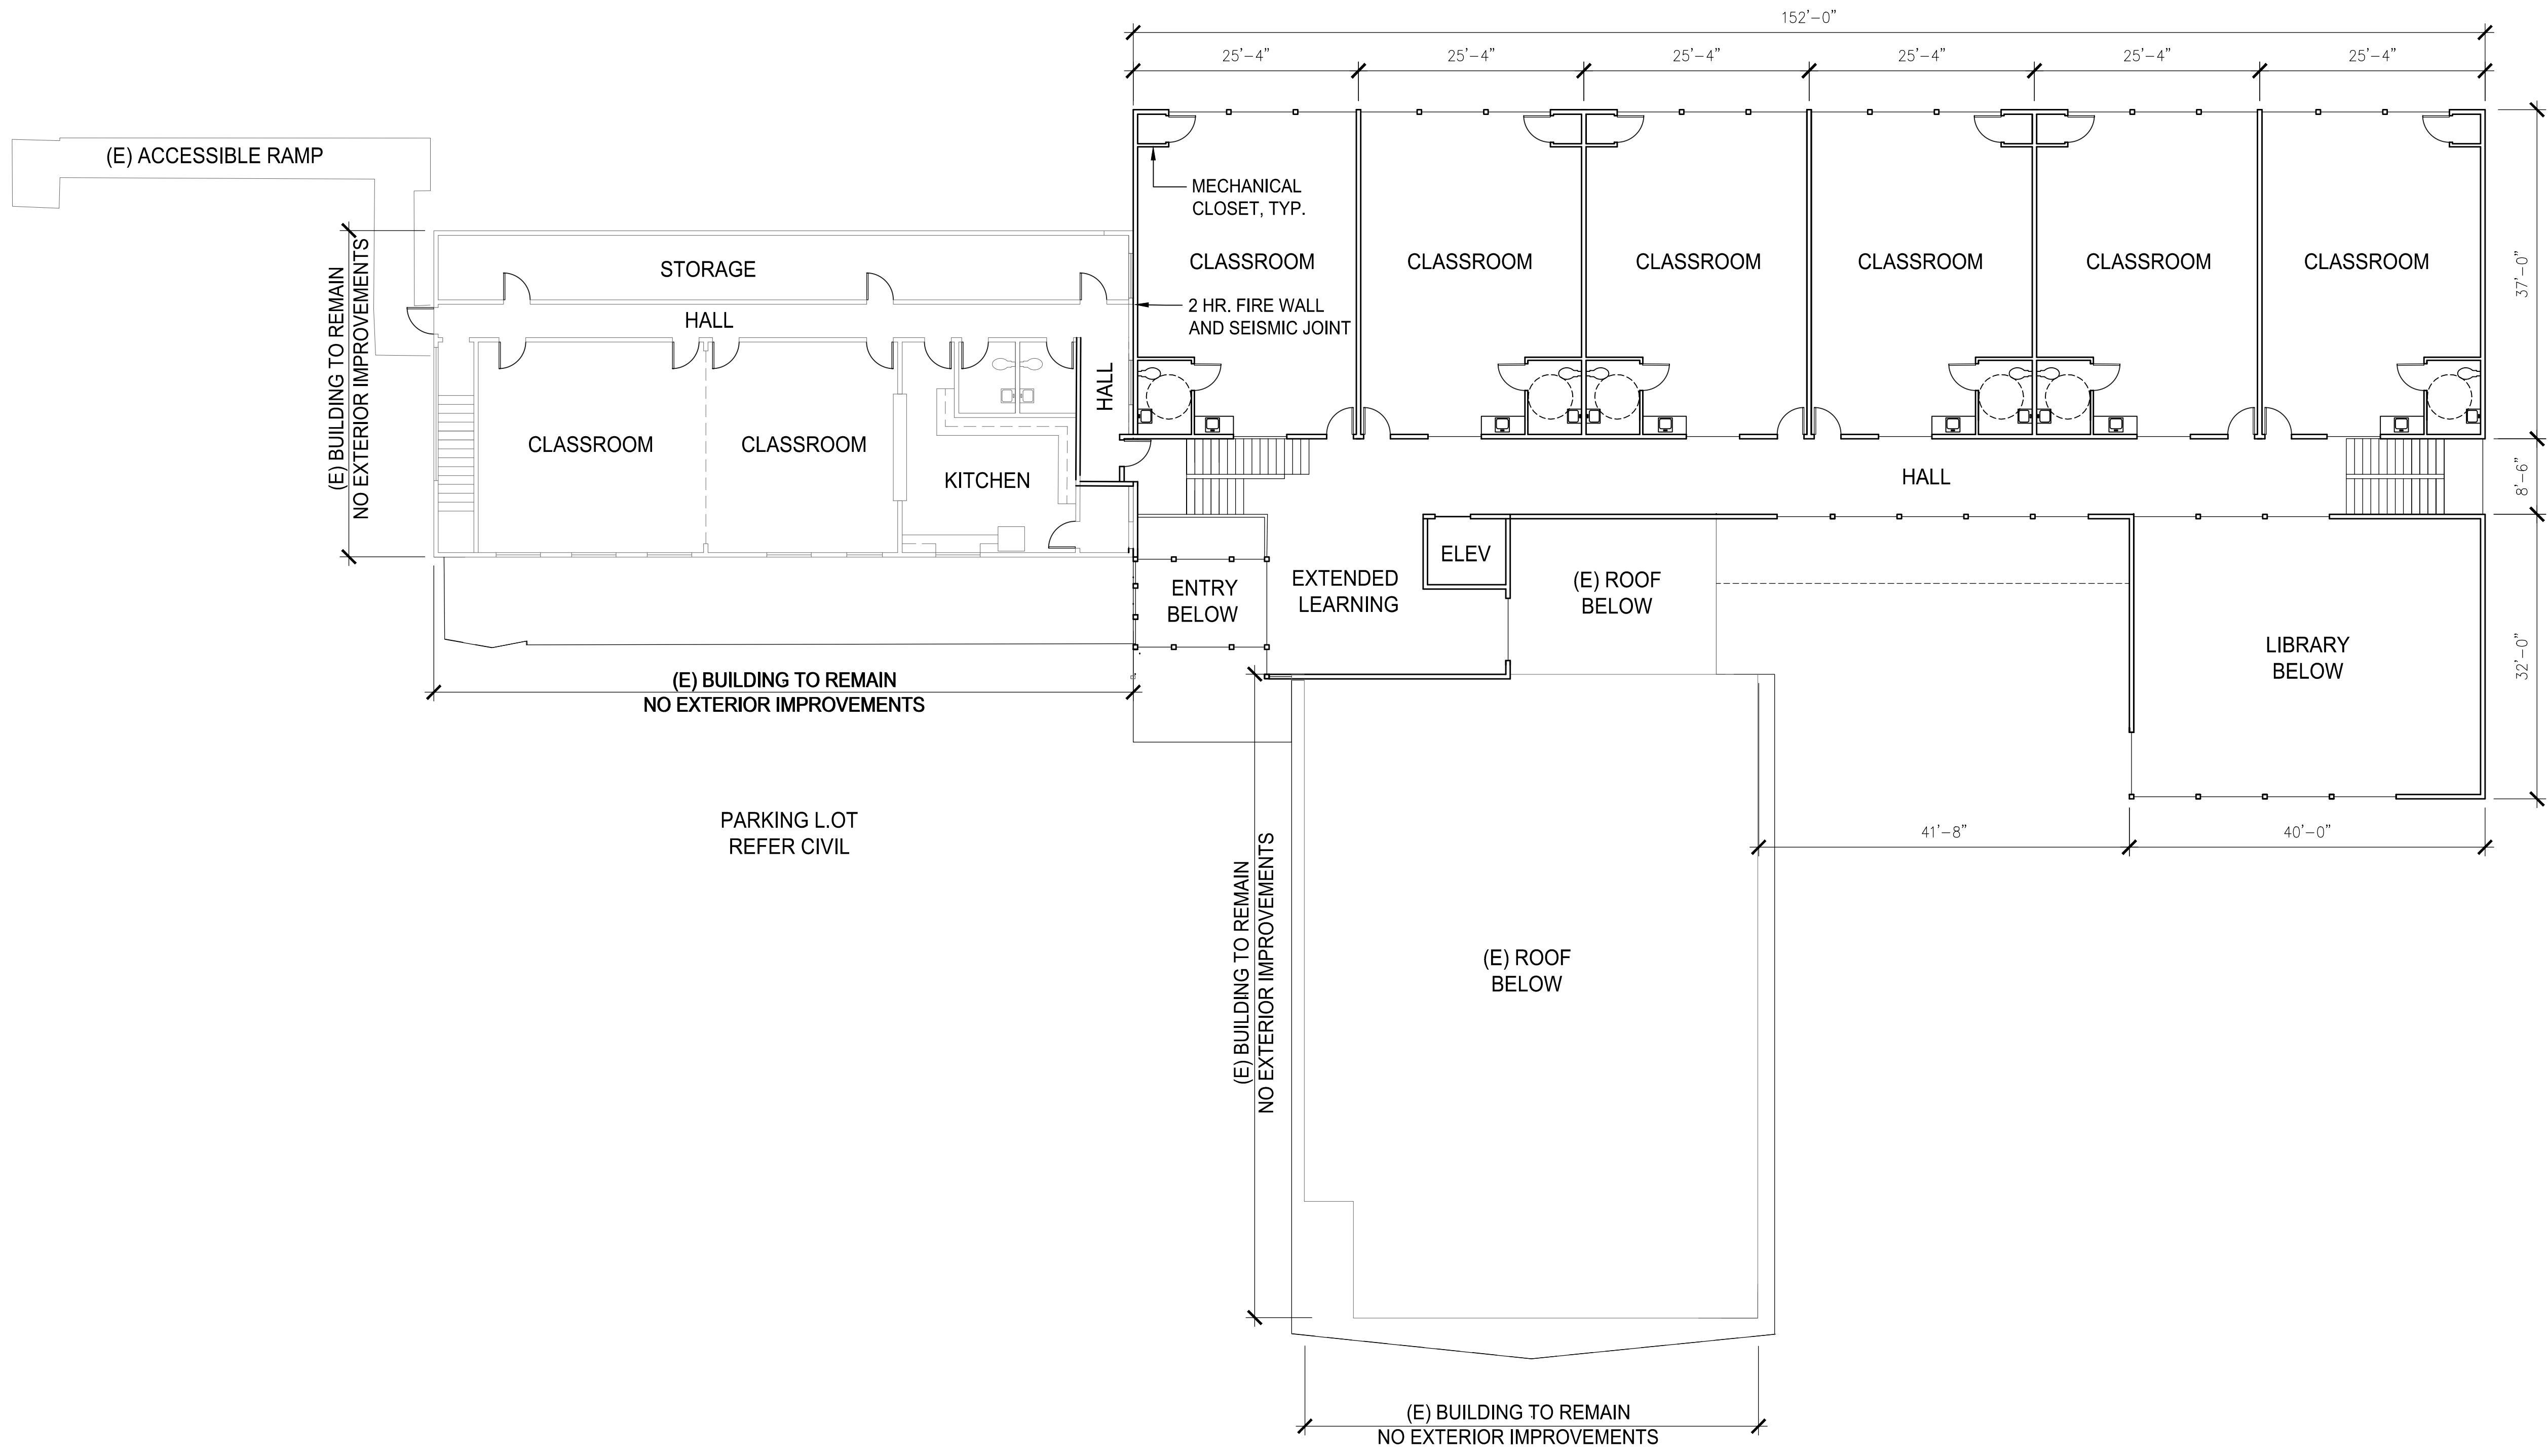 152'-0"
25'-4"
25'-4"
25'-4"
25'-4"
25'-4"
25'-4"
(E) ACCESSIBLE RAMP
MECHANICAL
CLOSET, TYP.
CLASSROOM
CLASSROOM
CLASSROOM
CLASSROOM
CLASSROOM
CLASSROOM
37'-0"
STORAGE
2 HR. FIRE WALL
AND SEISMIC JOINT
HALL
(E) BUILDING TO REMAIN
NO EXTERIOR IMPROVEMENTS
HALL
CLASSROOM
CLASSROOM
KITCHEN
HALL
8'-6"
ELEV
ENTRY
BELOW
EXTENDED
LEARNING
(E) ROOF
BELOW
LIBRARY
BELOW
32'-0"
(E) BUILDING TO REMAIN
NO EXTERIOR IMPROVEMENTS
PARKING L.OT
REFER CIVIL
41'-8"
40'-0"
(E) BUILDING TO REMAIN
NO EXTERIOR IMPROVEMENTS
(E) ROOF
BELOW
(E) BUILDING TO REMAIN
NO EXTERIOR IMPROVEMENTS